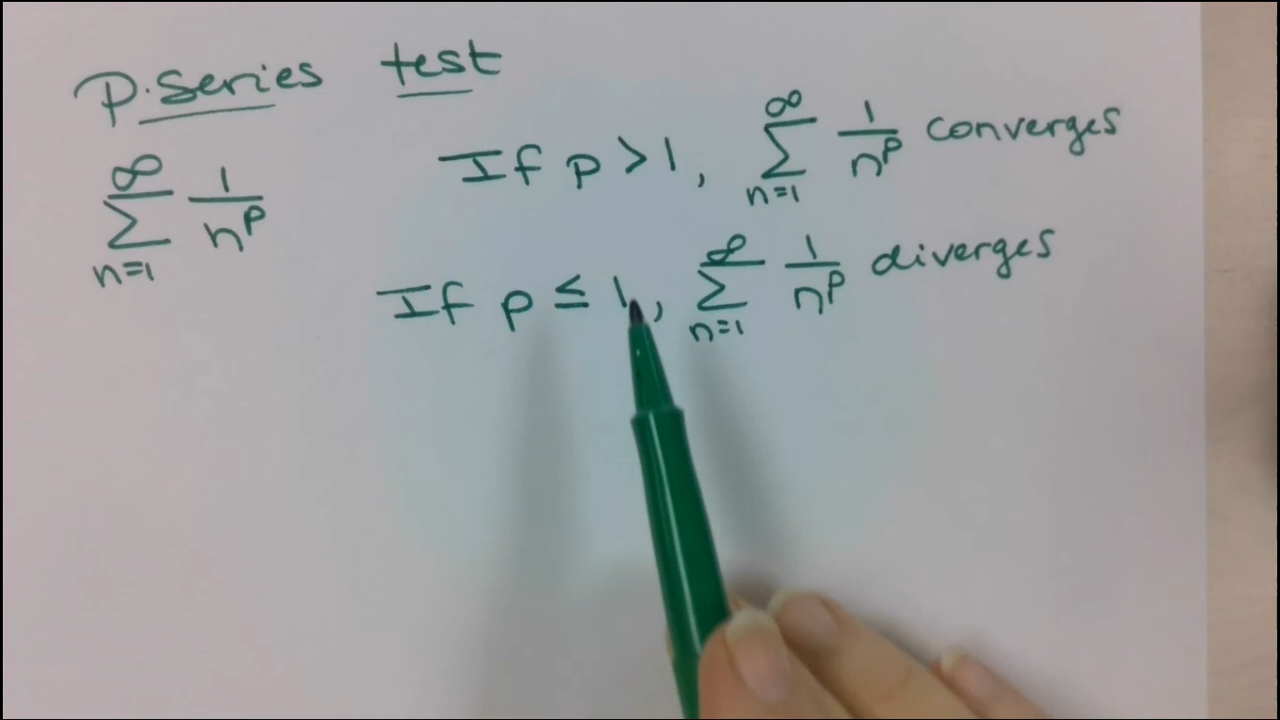 P. Series test
∞ ∑ n=1 1/n^p
If p > 1, ∞ ∑ n=1 1/n^p converges
If p ≤ 1, ∞ ∑ n=1 1/n^p diverges